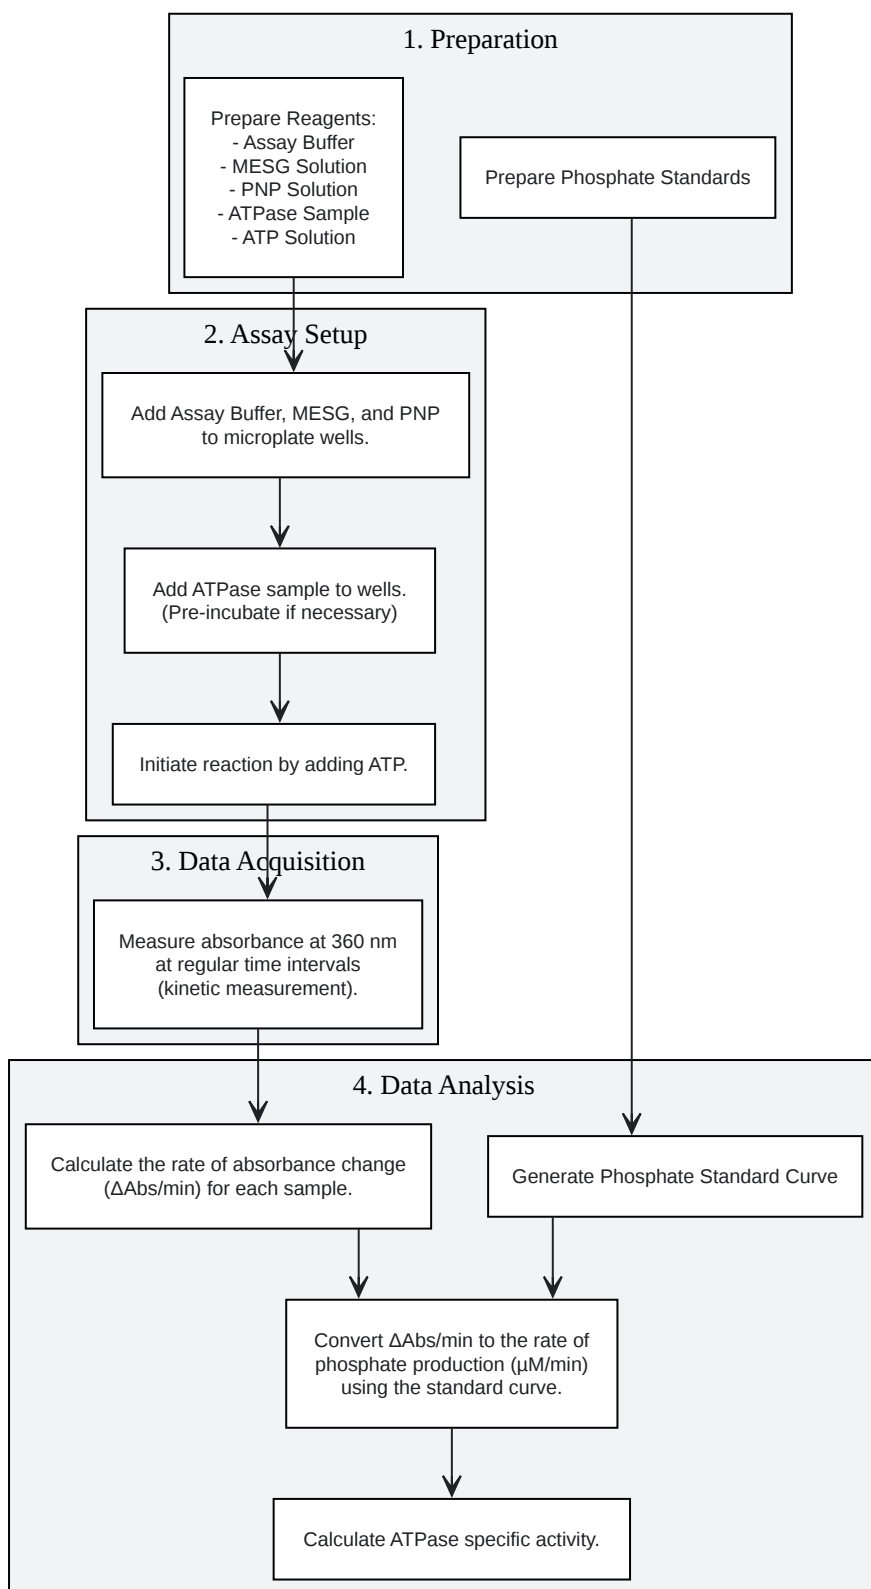 1. Preparation
Prepare Reagents:
- Assay Buffer
- MESG Solution
- PNP Solution
- ATPase Sample
- ATP Solution
Prepare Phosphate Standards
2. Assay Setup
Add Assay Buffer, MESG, and PNP
to microplate wells.
Add ATPase sample to wells.
(Pre-incubate if necessary)
Initiate reaction by adding ATP.
3. Data Acquisition
Measure absorbance at 360 nm
at regular time intervals
(kinetic measurement).
4. Data Analysis
Calculate the rate of absorbance change
(ΔAbs/min) for each sample.
Generate Phosphate Standard Curve
Convert ΔAbs/min to the rate of
phosphate production (µM/min)
using the standard curve.
Calculate ATPase specific activity.